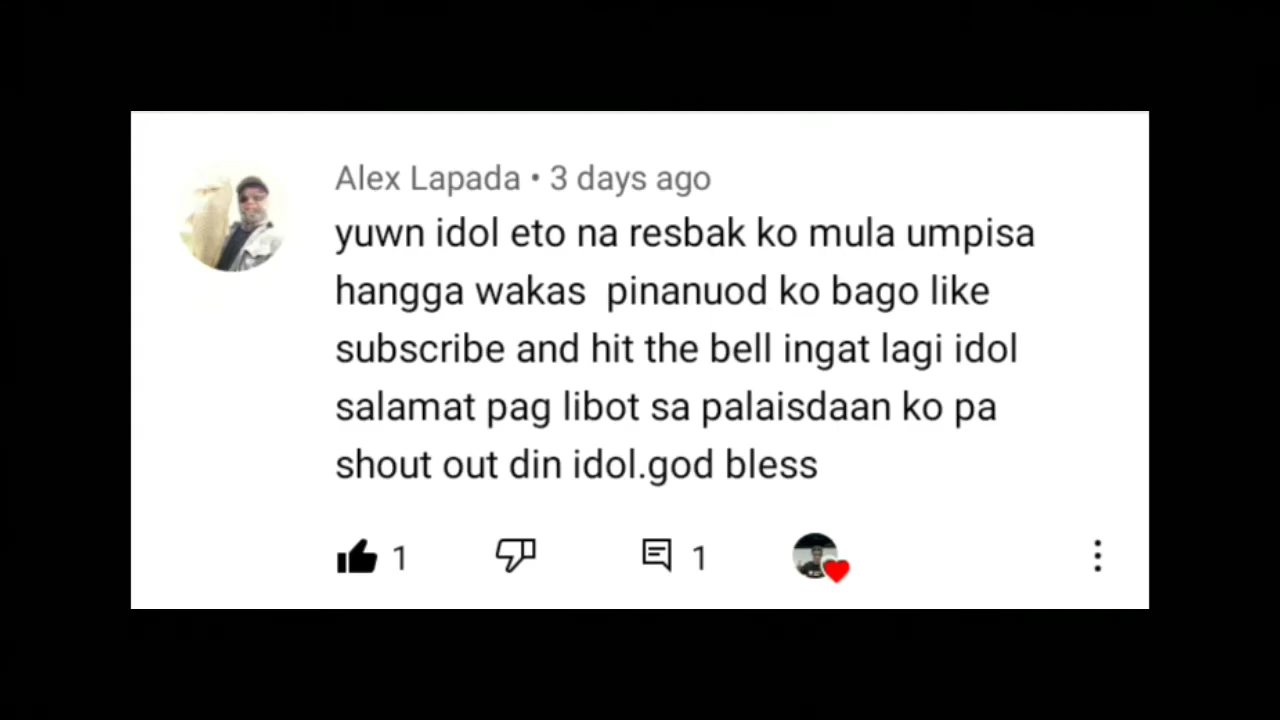 Alex Lapada • 3 days ago
yuwn idol eto na resbak ko mula umpisa
hangga wakas  pinanuod ko bago like
subscribe and hit the bell ingat lagi idol
salamat pag libot sa palaisdaan ko pa
shout out din idol.god bless
1 1